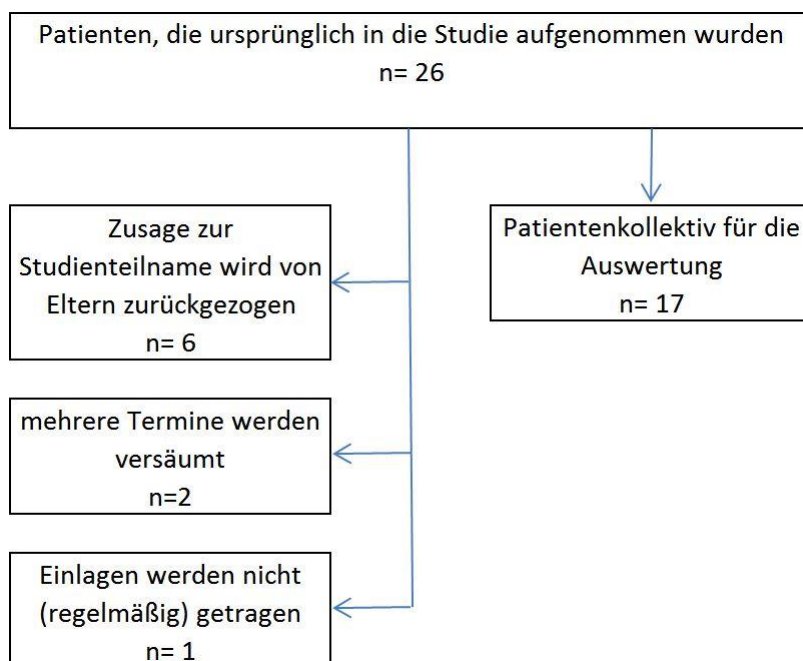 Patienten, die ursprünglich in die Studie aufgenommen wurden
n= 26
Zusage zur
Studienteilname wird von
Eltern zurückgezogen
n= 6
Patientenkollektiv für die
Auswertung
n= 17
mehrere Termine werden
versäumt
n=2
Einlagen werden nicht
(regelmäßig) getragen
n= 1